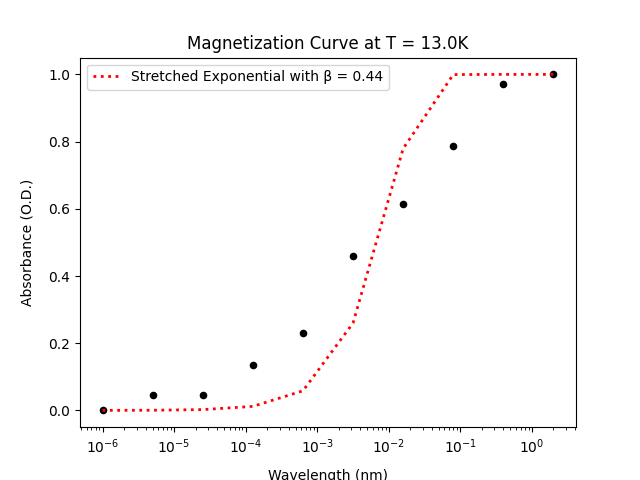 Magnetization Curve at T = 13.0K
Stretched Exponential with β = 0.44
Absorbance (O.D.)
1.0
0.8
0.6
0.4
0.2
0.0
10⁻⁶ 10⁻⁵ 10⁻⁴ 10⁻³ 10⁻² 10⁻¹ 10⁰
Wavelength (nm)